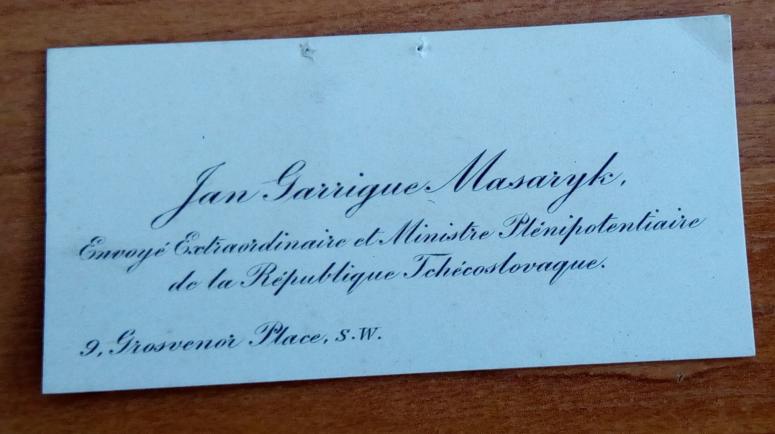 Jan Garrigue Masaryk,
Envoyé Extraordinaire et Ministre Plénipotentiaire
de la République Tchécoslovaque.
9, Grosvenor Place, S.W.